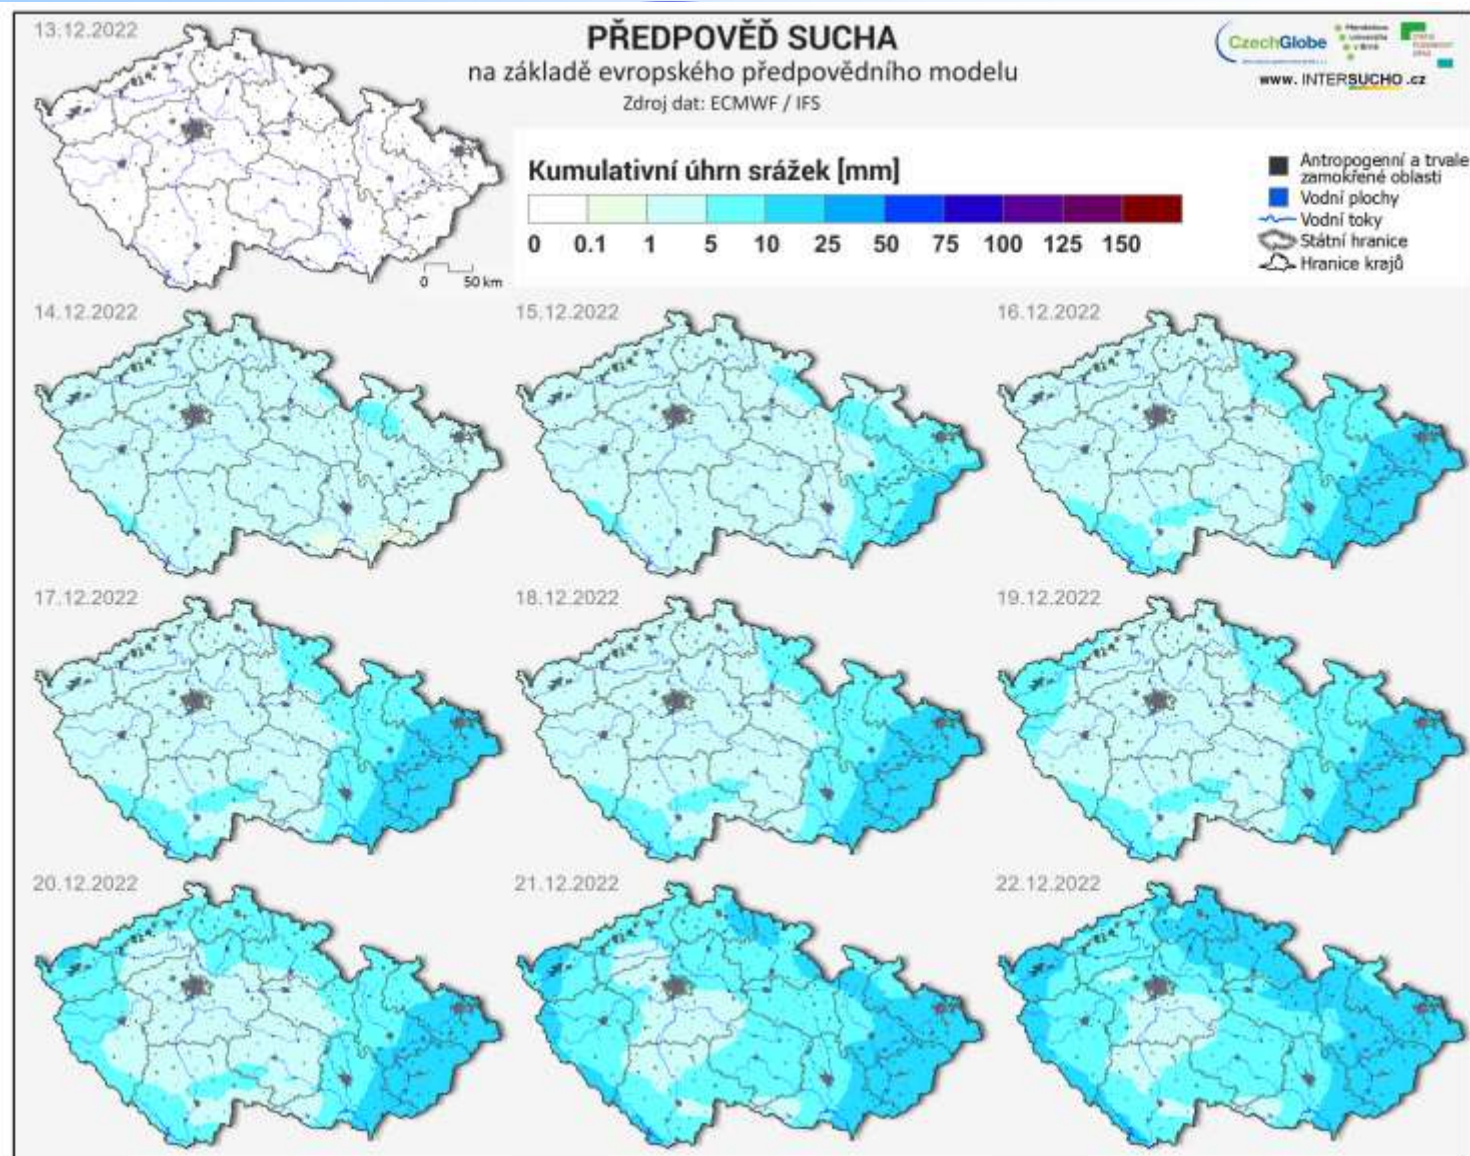 13.12.2022
PŘEDPOVĚĎ SUCHA
na základě evropského předpovědního modelu
Zdroj dat: ECMWF / IFS
CzechGlobe
Mendelova
univerzita
v Brně
www. INTERSUCHO .cz
Kumulativní úhrn srážek [mm]
0 0.1 1 5 10 25 50 75 100 125 150
Antropogenní a trvale
zamokřené oblasti
Vodní plochy
Vodní toky
Státní hranice
Hranice krajů
0 50 km
14.12.2022
15.12.2022
16.12.2022
17.12.2022
18.12.2022
19.12.2022
20.12.2022
21.12.2022
22.12.2022